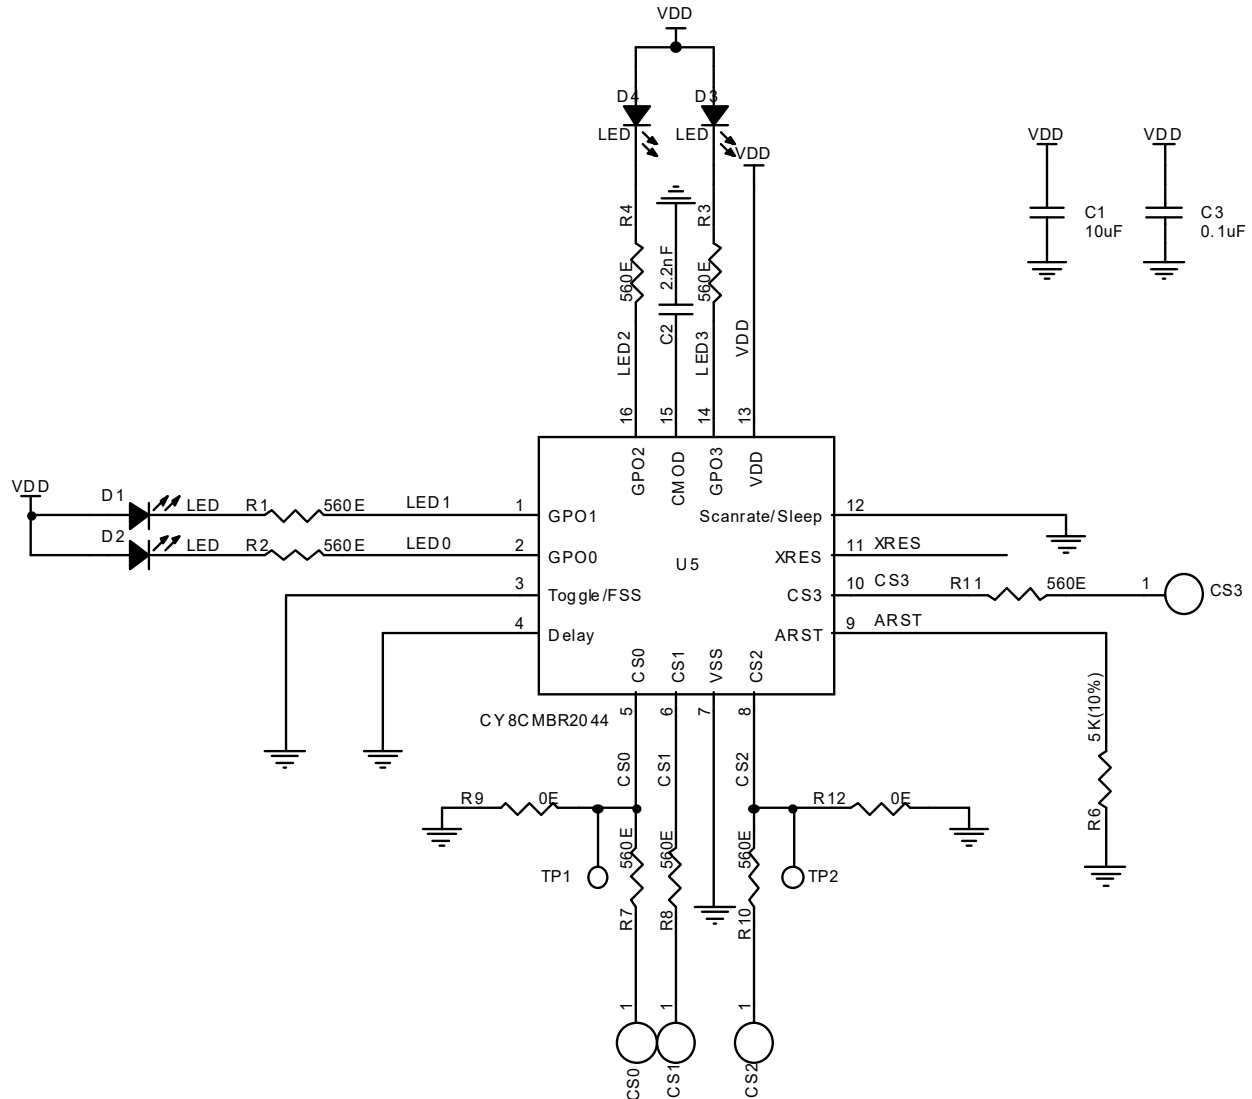 VDD
D4
D3
LED
LED
VDD
VDD
VDD
C1
10uF
C3
0.1uF
R4
R3
560E
2.2nF
560E
C2
LED2
LED3
VDD
16
15
14
13
GPO2
CMOD
GPO3
VDD
VDD
D1
LED
R1
560E
LED1
1
GPO1
D2
LED
R2
560E
LED0
2
GPO0
3
Toggle/FSS
4
Delay
U5
Scanrate/Sleep
12
XRES
11
XRES
CS3
10
CS3
R11
560E
1
CS3
ARST
9
ARST
CS0
CS1
VSS
CS2
CY8CMBR2044
5
6
7
8
CS0
CS1
CS2
5K(10%)
R6
R9
0E
R12
0E
TP1
TP2
560E
560E
560E
R7
R8
R10
1
1
1
CS0
CS1
CS2